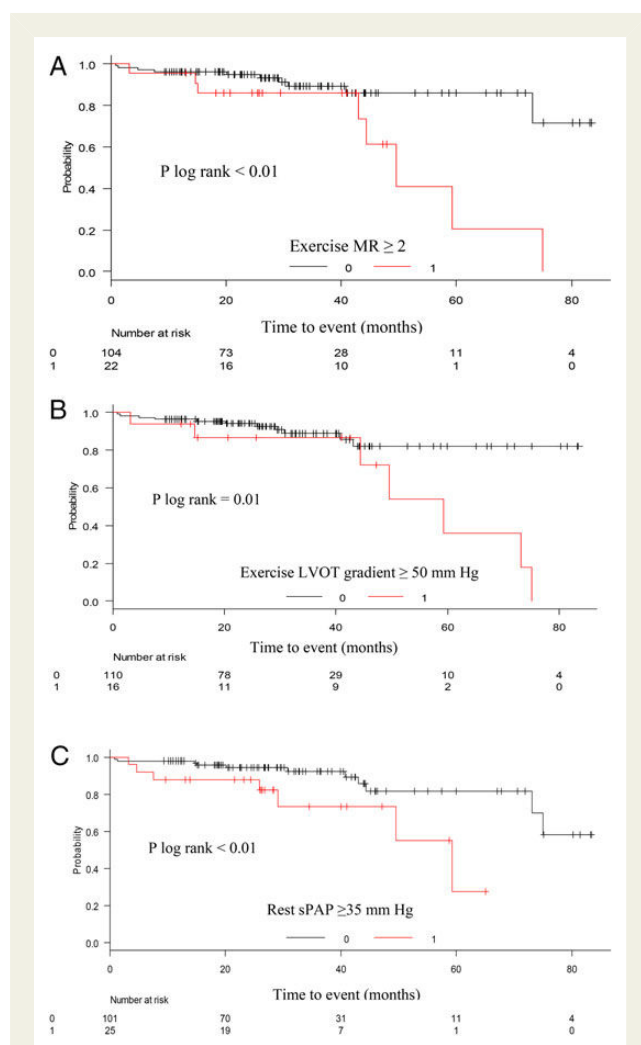 A
1.0
0.8
0.6
0.4
0.2
0.0
Probability
P log rank < 0.01
Exercise MR ≥ 2
0 1
0 20 40 60 80
Number at risk
Time to event (months)
0 104 73 28 11 4
1 22 16 10 1 0
B
1.0
0.8
0.6
0.4
0.2
0.0
Probability
P log rank = 0.01
Exercise LVOT gradient ≥ 50 mm Hg
0 1
0 20 40 60 80
Number at risk
Time to event (months)
0 110 78 29 10 4
1 16 11 9 2 0
C
1.0
0.8
0.6
0.4
0.2
0.0
Probability
P log rank < 0.01
Rest sPAP ≥35 mm Hg
0 1
0 20 40 60 80
Number at risk
Time to event (months)
0 101 70 31 11 4
1 25 19 7 1 0